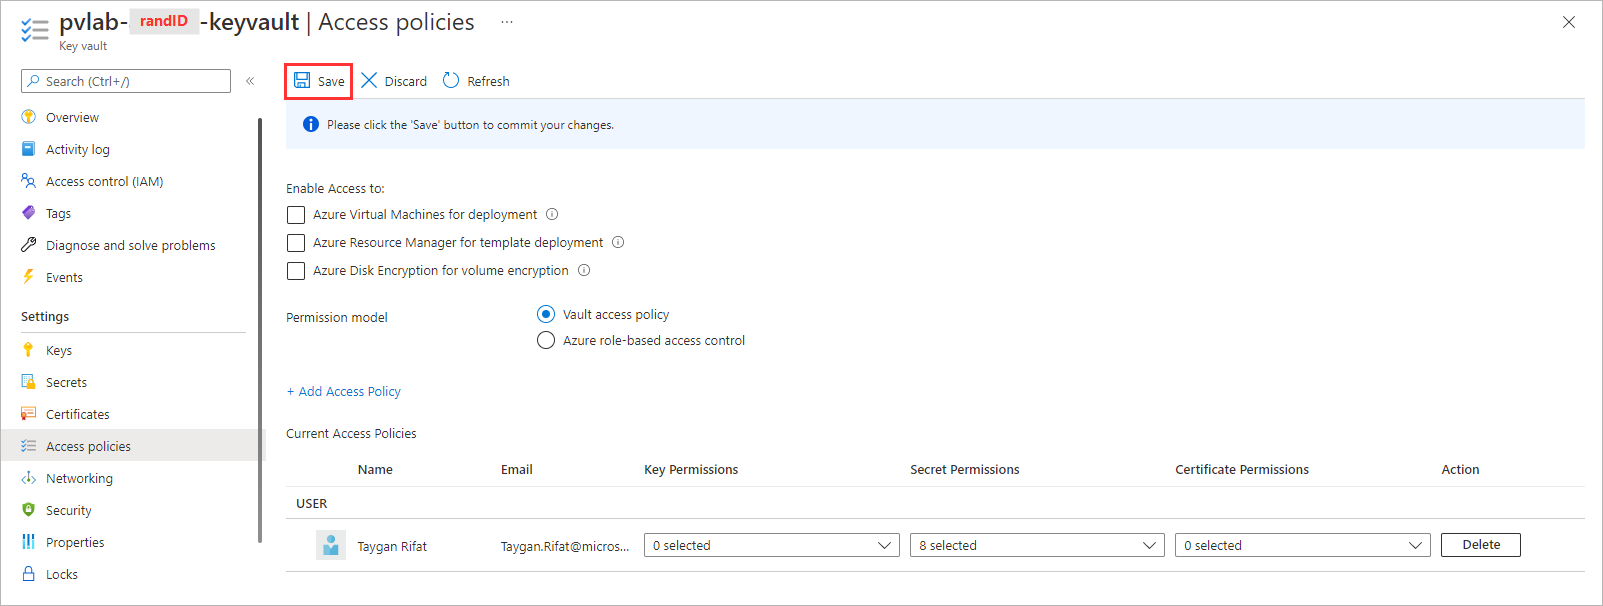 pvlab- randID -keyvault | Access policies ...
Key vault
Search (Ctrl+/) «
Overview
Activity log
Access control (IAM)
Tags
Diagnose and solve problems
Events
Settings
Keys
Secrets
Certificates
Access policies
Networking
Security
Properties
Locks
Save Discard Refresh
Please click the 'Save' button to commit your changes.
Enable Access to:
Azure Virtual Machines for deployment
Azure Resource Manager for template deployment
Azure Disk Encryption for volume encryption
Permission model
Vault access policy
Azure role-based access control
+ Add Access Policy
Current Access Policies
Name Email Key Permissions Secret Permissions Certificate Permissions Action
USER
Taygan Rifat Taygan.Rifat@micros... 0 selected 8 selected 0 selected Delete